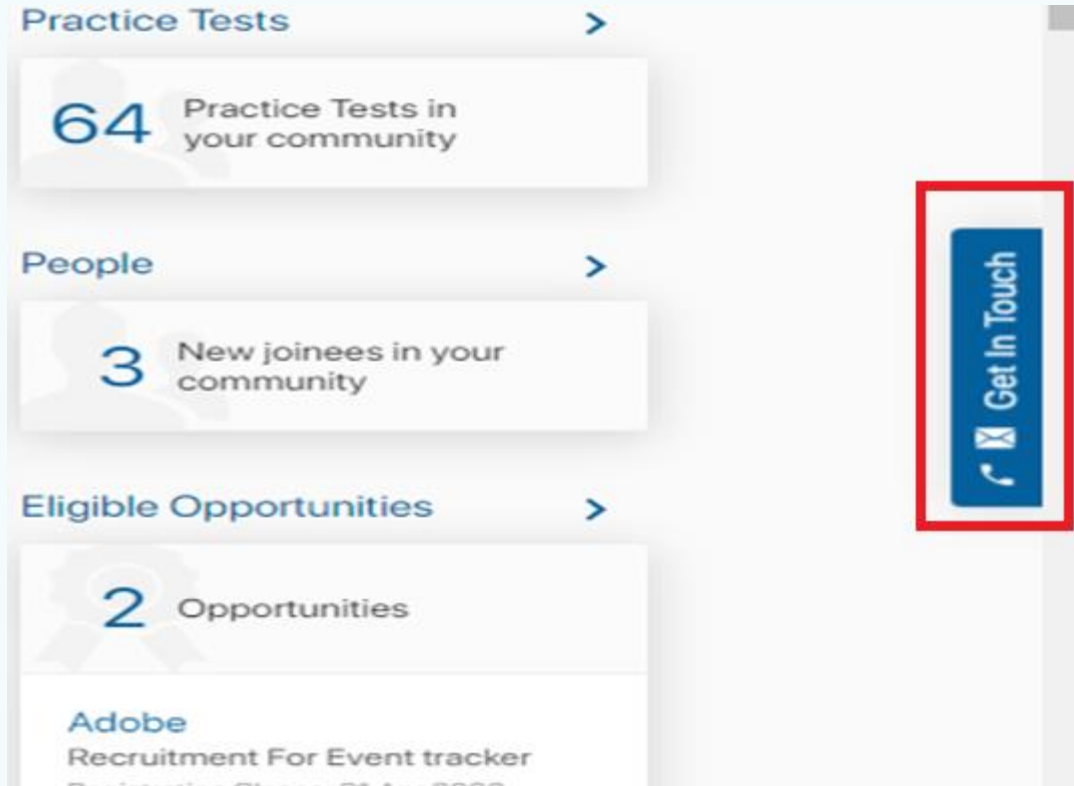 Practice Tests
64
Practice Tests in
your community
People
3
New joinees in your
community
Eligible Opportunities
2
Opportunities
Adobe
Recruitment For Event tracker
Get In Touch